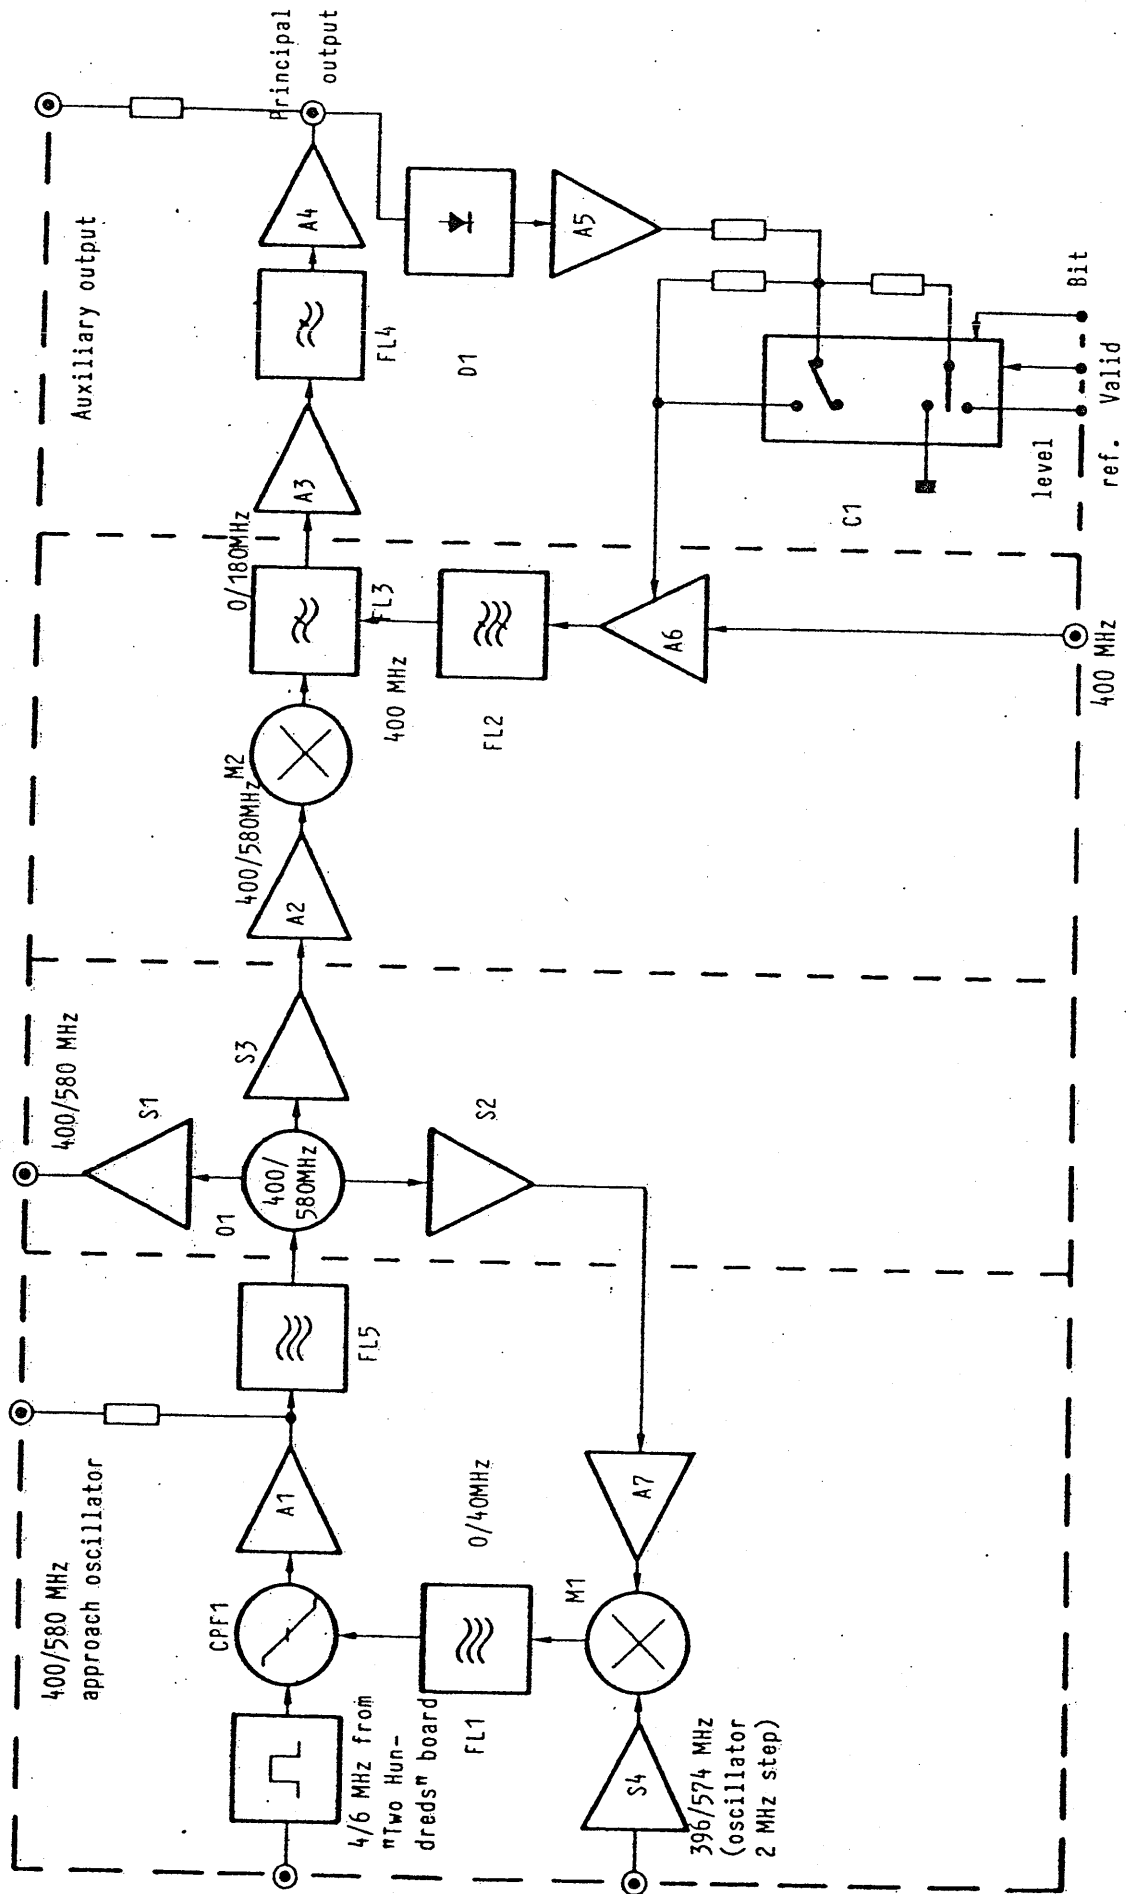 400/580 MHz
approach oscillator
400/580 MHz
Auxiliary output
Principal
output
S1
CPF1
A1
FL5
O1
400/
580MHz
S3
400/580MHz
A2
M2
0/180MHz
FL3
A3
FL4
A4
4/6 MHz from
"Two Hun-
dreds" board
FL1
0/40MHz
S2
400 MHz
FL2
D1
A5
M1
A7
A6
C1
S4
396/574 MHz
(oscillator
2 MHz step)
400 MHz
level
ref.
Valid
Bit